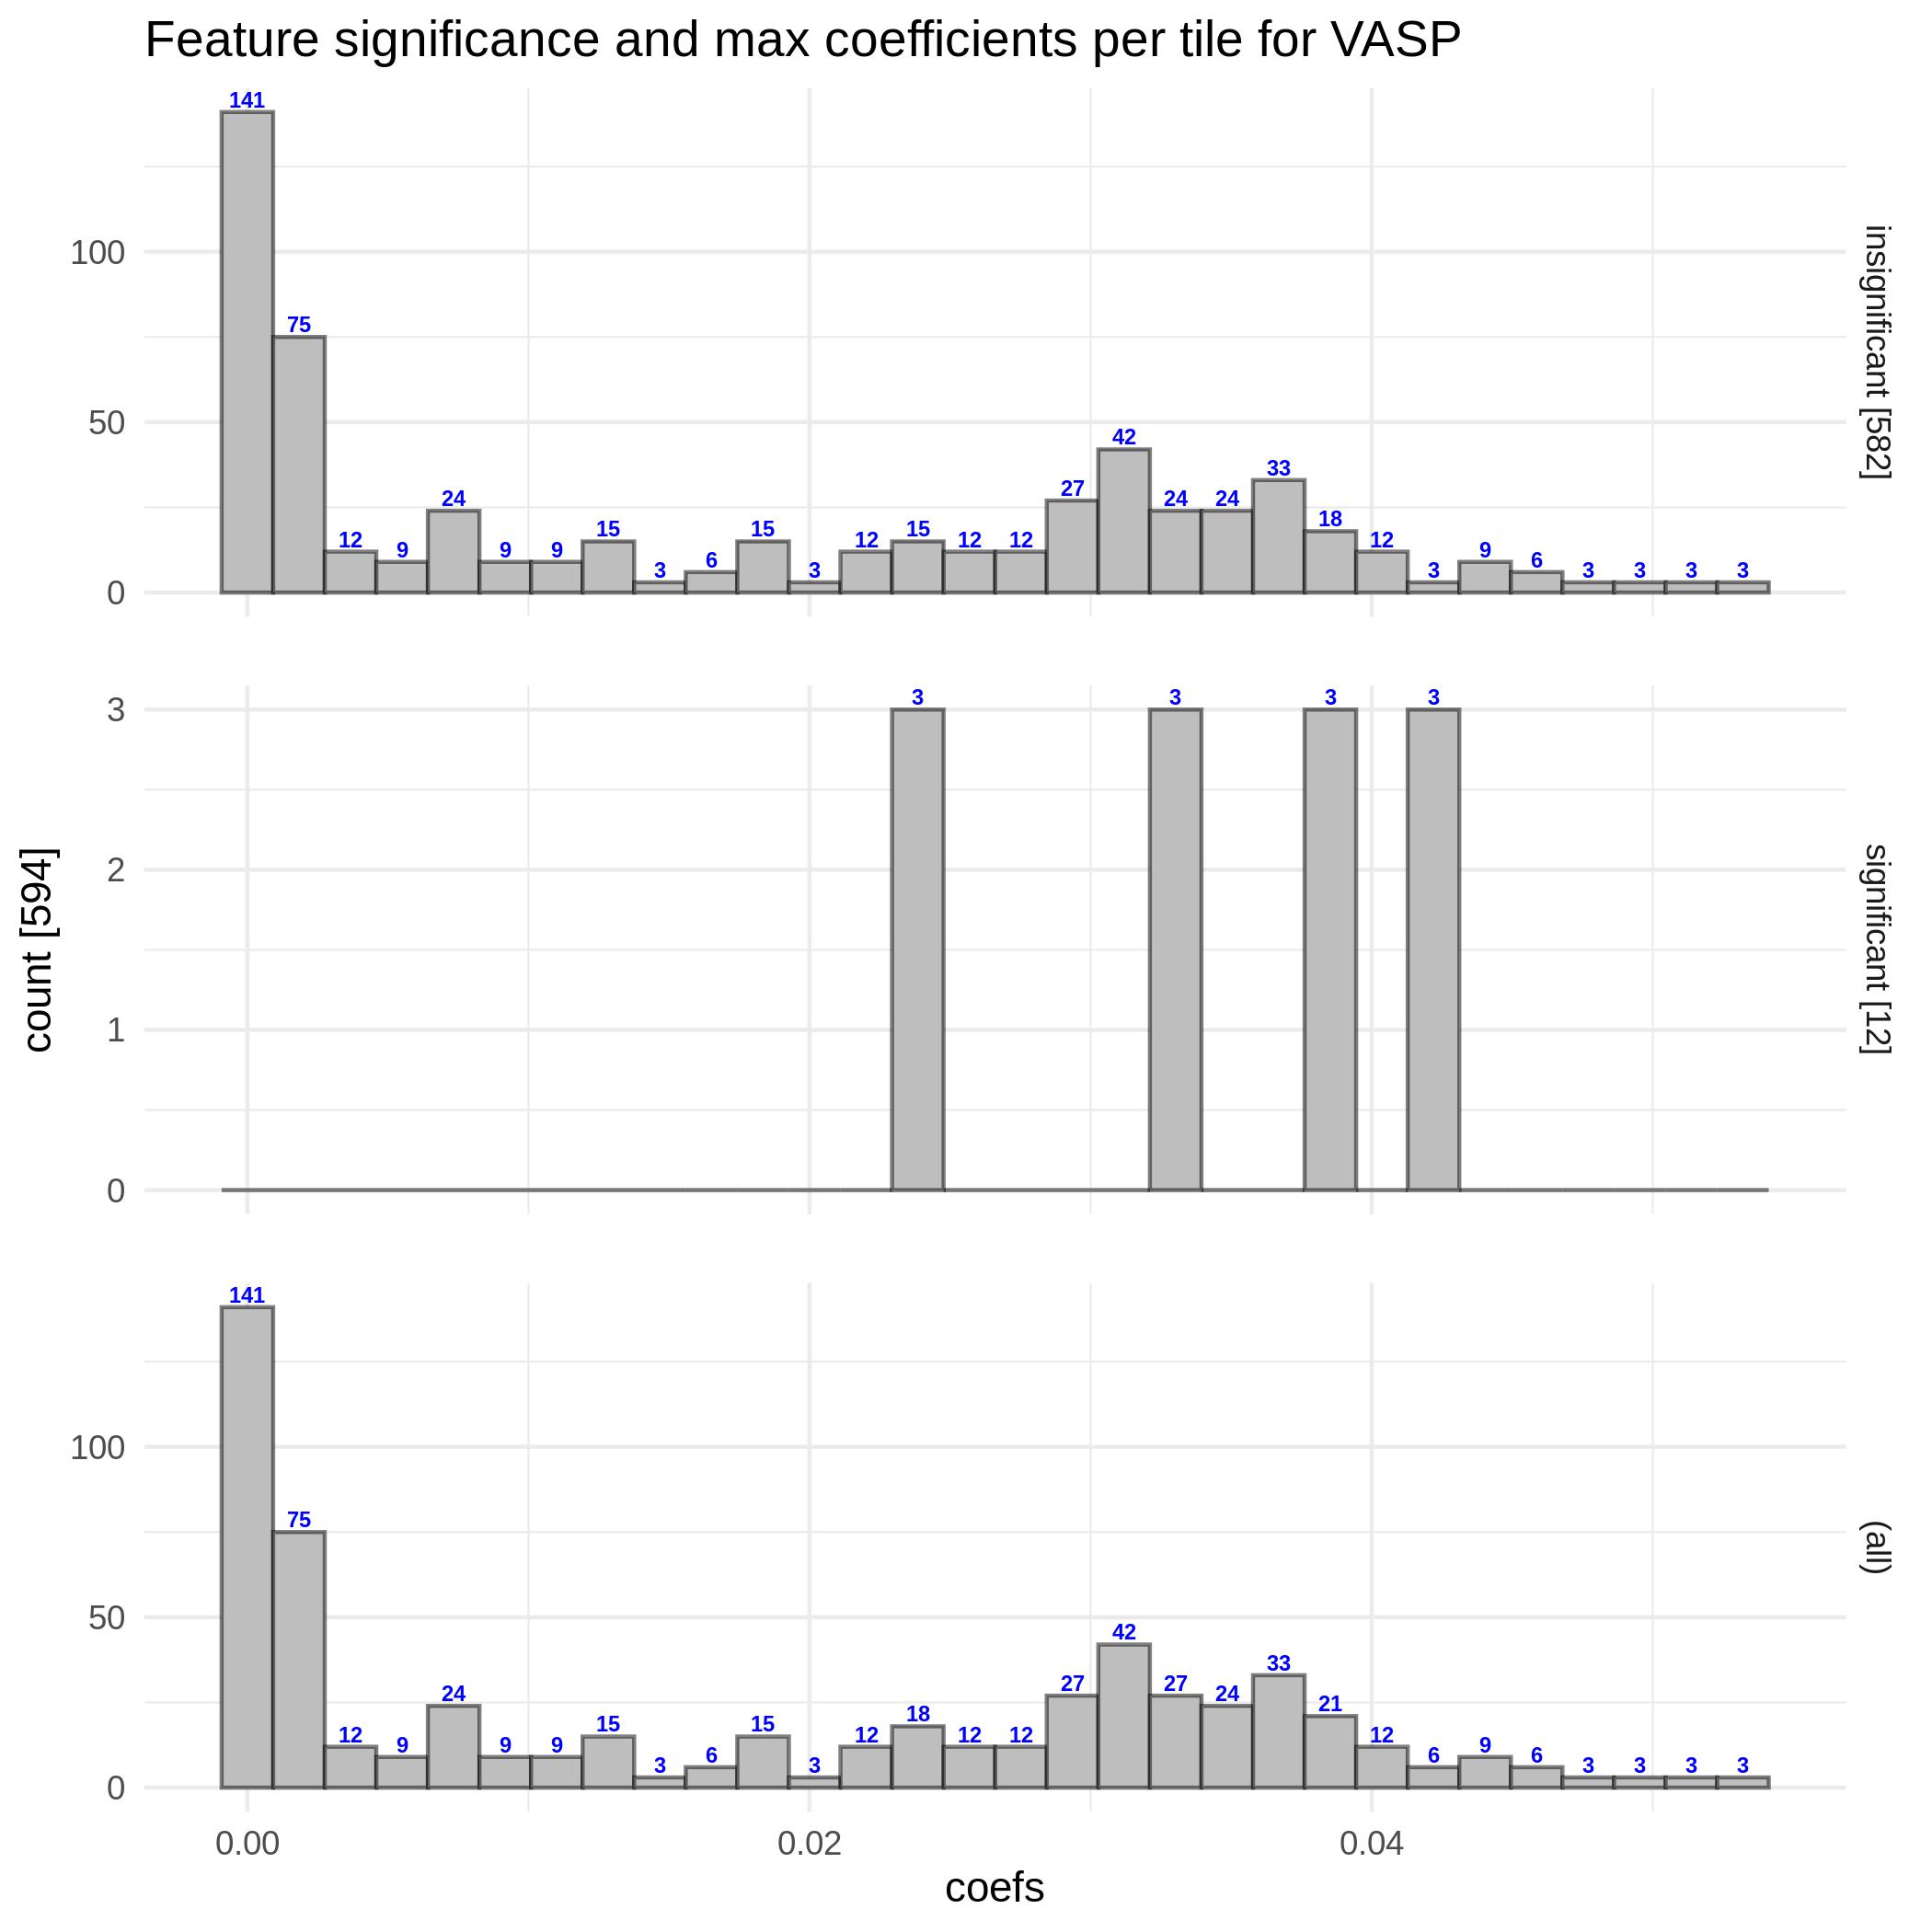 Feature significance and max coefficients per tile for VASP
141
75
12 9 24 9 9 15 3 6 15 3 12 15 12 12 27 42 24 24 33 18 12 3 9 6 3 3 3 3
100
50
0
insignificant [582]
3 3 3 3
3
2
1
0
significant [12]
count [594]
141
75
12 9 24 9 9 15 3 6 15 3 12 18 12 12 27 42 27 24 33 21 12 6 9 6 3 3 3 3
100
50
0
(all)
0.00 0.02 0.04
coefs